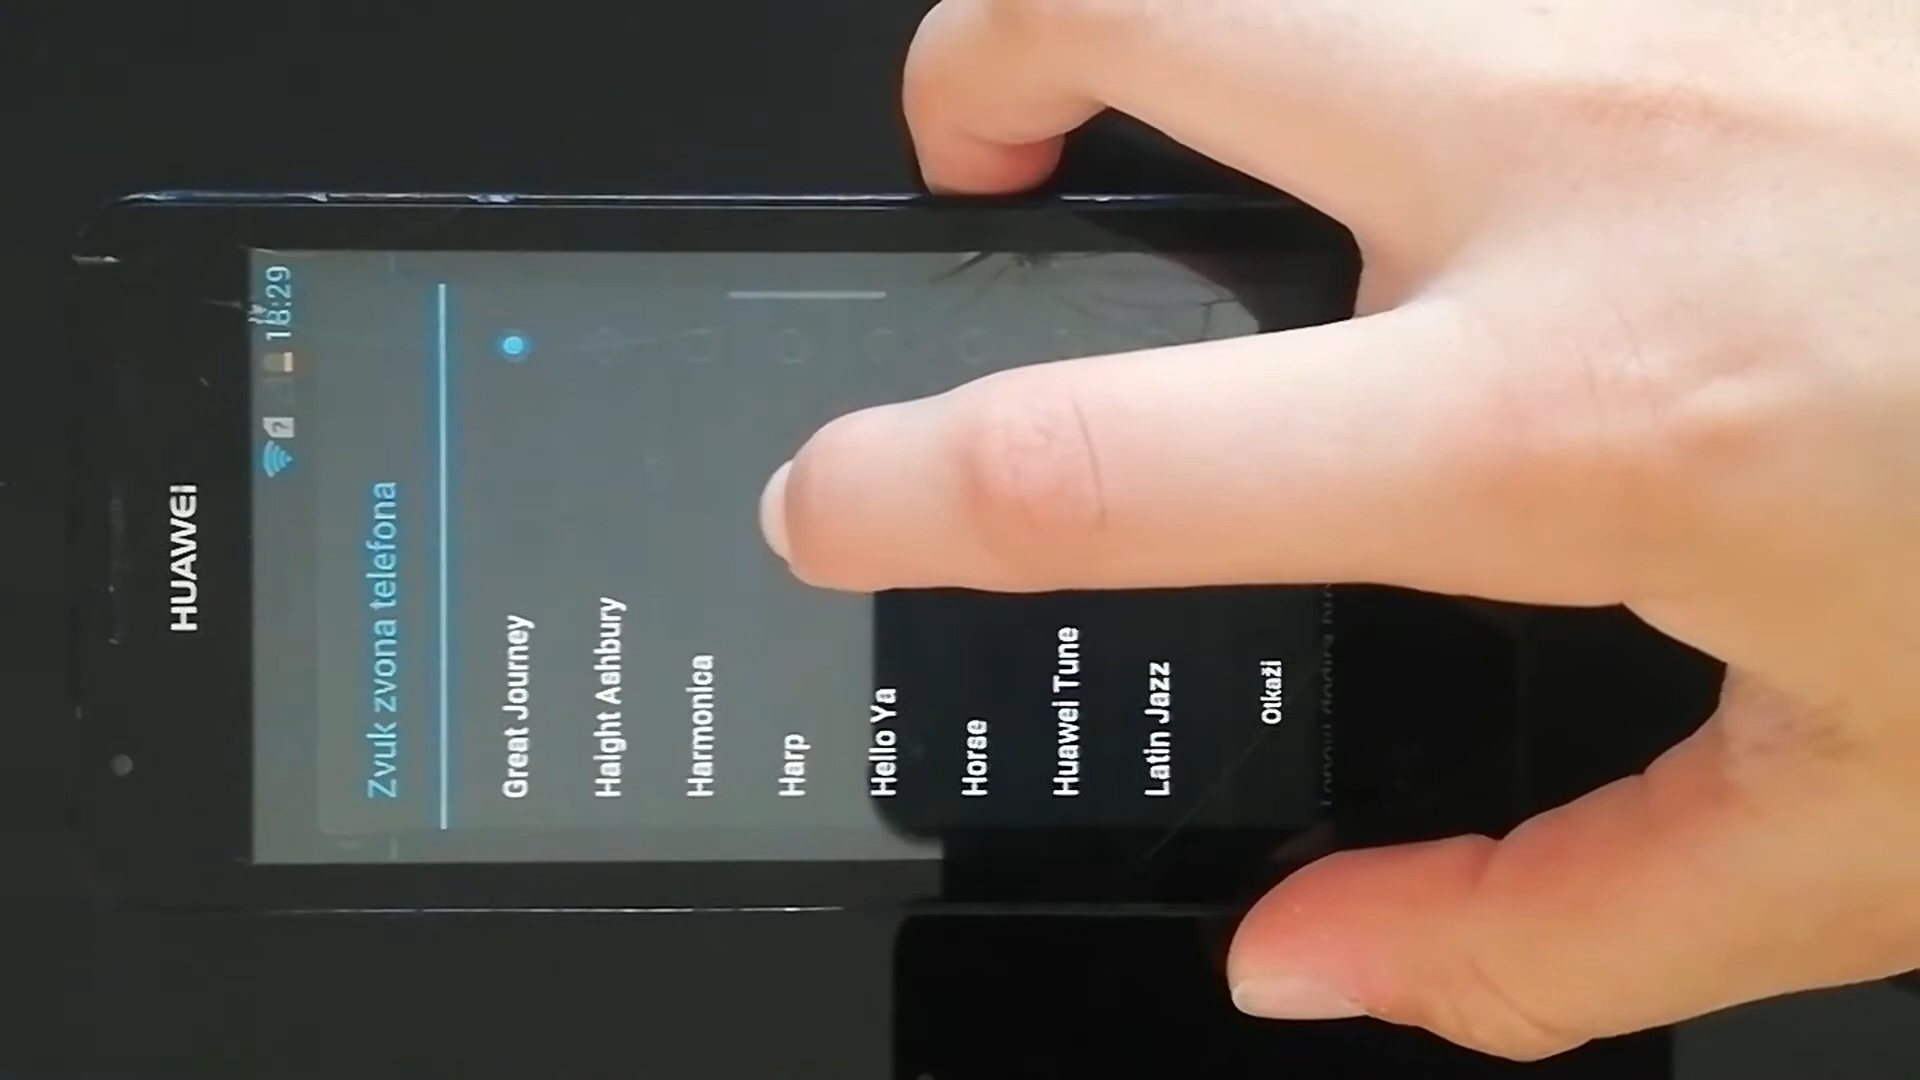 HUAWEI
18:29
Zvuk zvona telefona
Great Journey
Haight Ashbury
Harmonica
Harp
Hello Ya
Horse
Huawei Tune
Latin Jazz
Otkaži